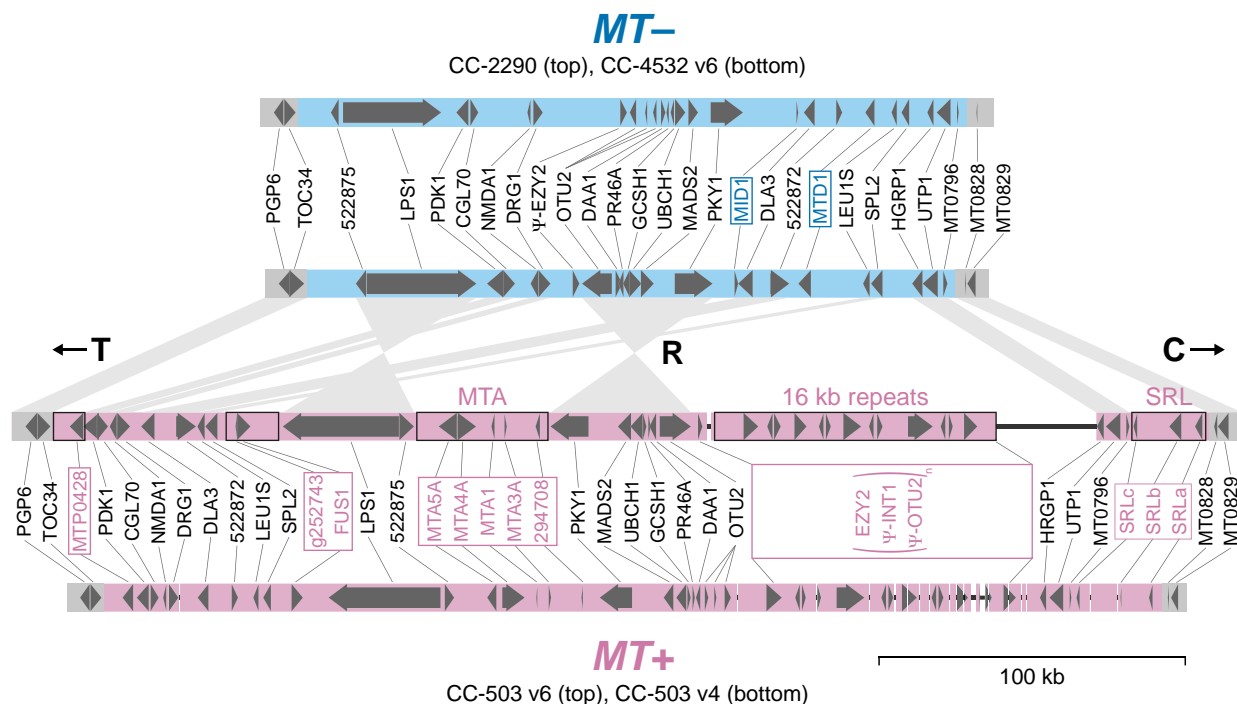 MT–
CC-2290 (top), CC-4532 v6 (bottom)
PGP6
TOC34
522875
LPS1
PDK1
CGL70
NMDA1
DRG1
Ψ-EZY2
OTU2
DAA1
PR46A
GCSH1
UBCH1
MADS2
PKY1
MID1
DLA3
522872
MTD1
LEU1S
SPL2
HGRP1
UTP1
MT0796
MT0828
MT0829
T
R
C
MTA
16 kb repeats
SRL
PGP6
TOC34
MTP0428
PDK1
CGL70
NMDA1
DRG1
DLA3
522872
LEU1S
SPL2
g252743
FUS1
LPS1
522875
MTA5A
MTA4A
MTA1
MTA3A
294708
PKY1
MADS2
UBCH1
GCSH1
PR46A
DAA1
OTU2
EZY2
Ψ-INT1
Ψ-OTU2
n
HRGP1
UTP1
MT0796
SRLc
SRLb
SRLa
MT0828
MT0829
MT+
CC-503 v6 (top), CC-503 v4 (bottom)
100 kb